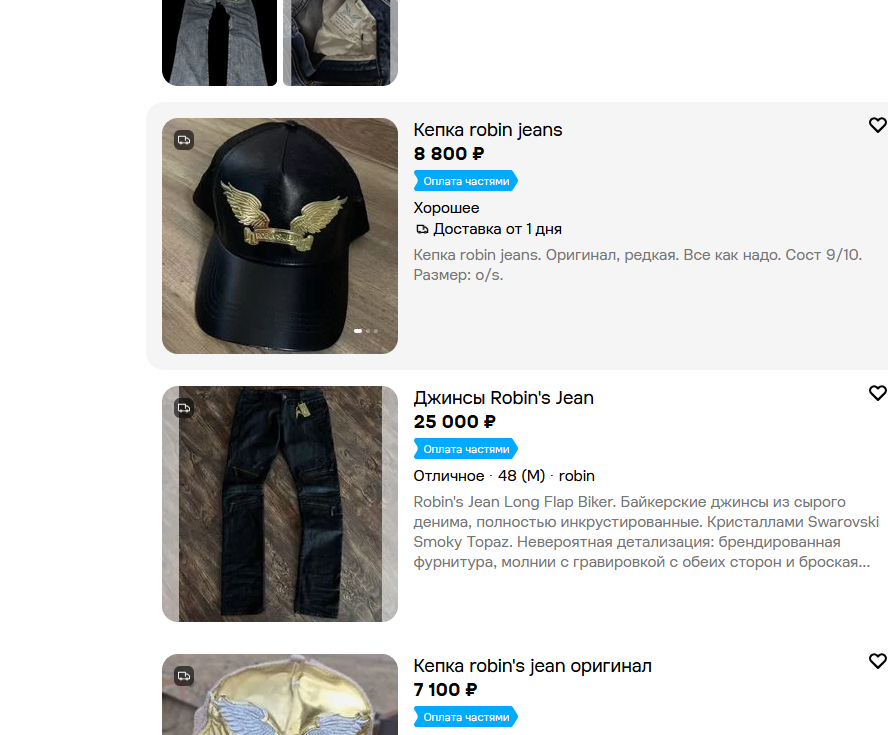 Кепка robin jeans
8 800 ₽
Оплата частями
Хорошее
Доставка от 1 дня
Кепка robin jeans. Оригинал, редкая. Все как надо. Сост 9/10.
Размер: o/s.
Джинсы Robin's Jean
25 000 ₽
Оплата частями
Отличное · 48 (M) · robin
Robin's Jean Long Flap Biker. Байкерские джинсы из сырого
денима, полностью инкрустированные. Кристаллами Swarovski
Smoky Topaz. Невероятная детализация: брендированная
фурнитура, молнии с гравировкой с обеих сторон и броская...
Кепка robin's jean оригинал
7 100 ₽
Оплата частями